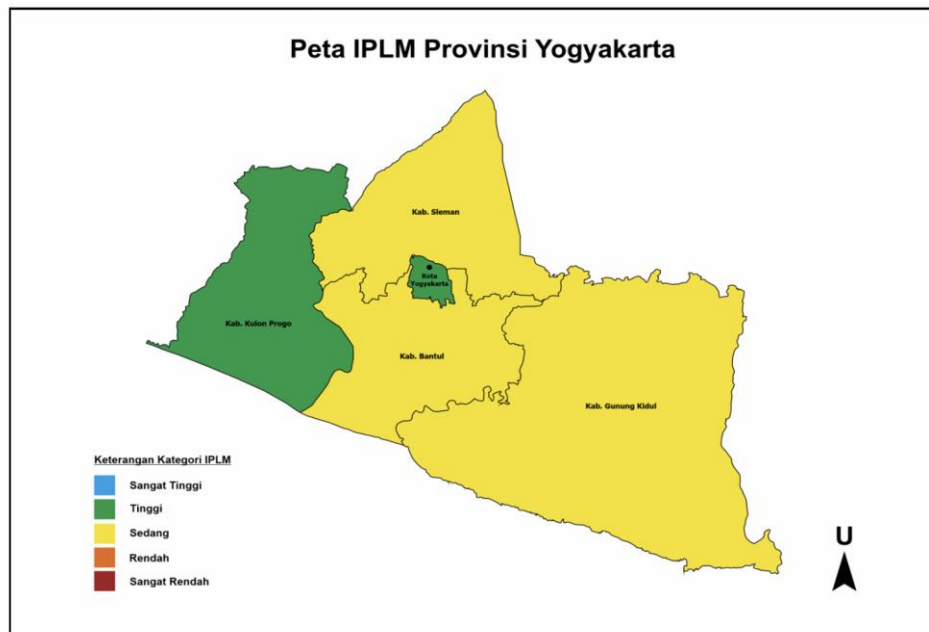 Peta IPLM Provinsi Yogyakarta
Kab. Sleman
Kota
Yogyakarta
Kab. Kulon Progo
Kab. Bantul
Kab. Gunung Kidul
Keterangan Kategori IPLM
Sangat Tinggi
Tinggi
Sedang
Rendah
Sangat Rendah
U